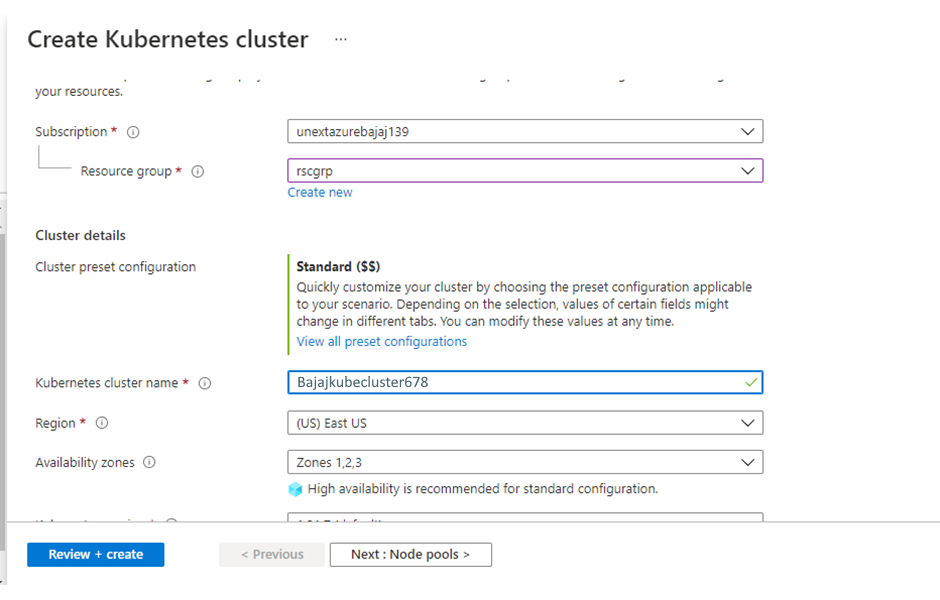 Create Kubernetes cluster ...
your resources.
Subscription *
unextazurebajaj139
Resource group *
rscgrp
Create new
Cluster details
Cluster preset configuration
Standard ($$)
Quickly customize your cluster by choosing the preset configuration applicable
to your scenario. Depending on the selection, values of certain fields might
change in different tabs. You can modify these values at any time.
View all preset configurations
Kubernetes cluster name *
Bajajkubecluster678
Region *
(US) East US
Availability zones
Zones 1,2,3
High availability is recommended for standard configuration.
Review + create
< Previous
Next : Node pools >